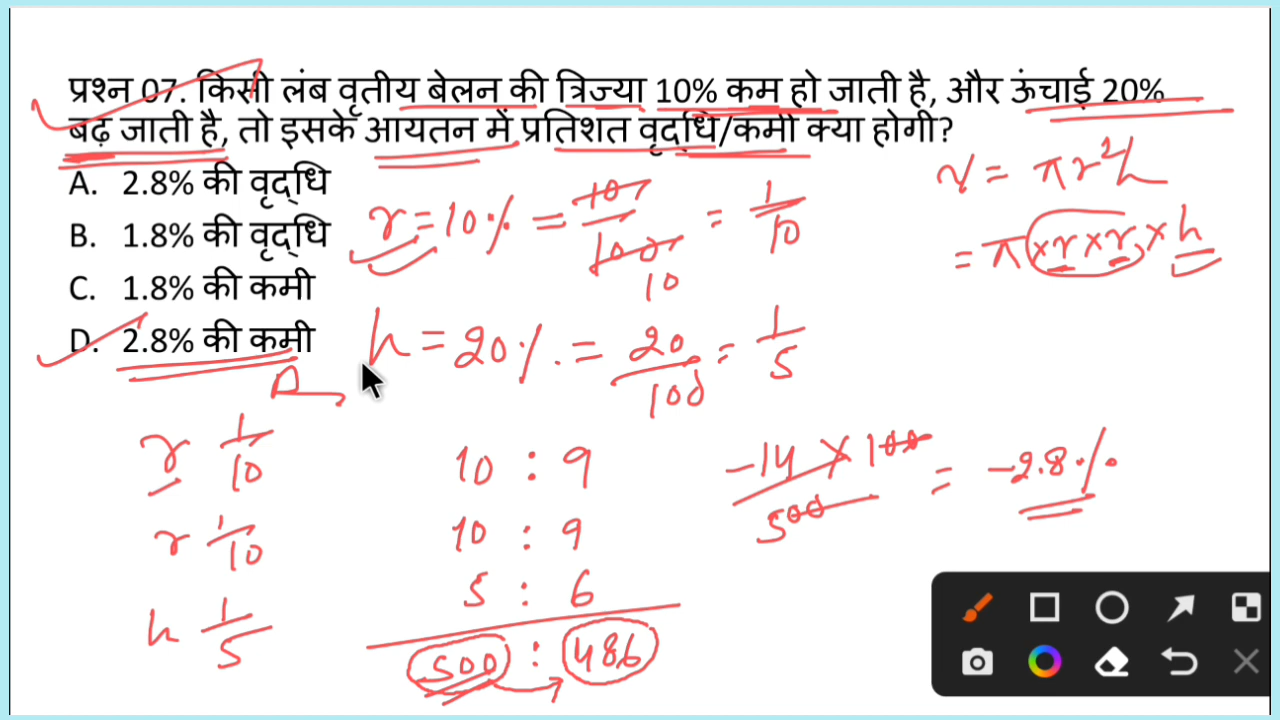 प्रश्न 07. किसी लंब वृतीय बेलन की त्रिज्या 10% कम हो जाती है, और ऊंचाई 20%
बढ़ जाती है, तो इसके आयतन में प्रतिशत वृद्धि/कमी क्या होगी?
A. 2.8% की वृद्धि
B. 1.8% की वृद्धि
C. 1.8% की कमी
D. 2.8% की कमी
v = πr²h
= π × r × r × h
r = 10% = 10/100 10 = 1/10
h = 20% = 20/100 = 1/5
r 1/10 10 : 9
r 1/10 10 : 9
h 1/5 5 : 6
500 : 486
-14 × 100 / 500 = -2.8%